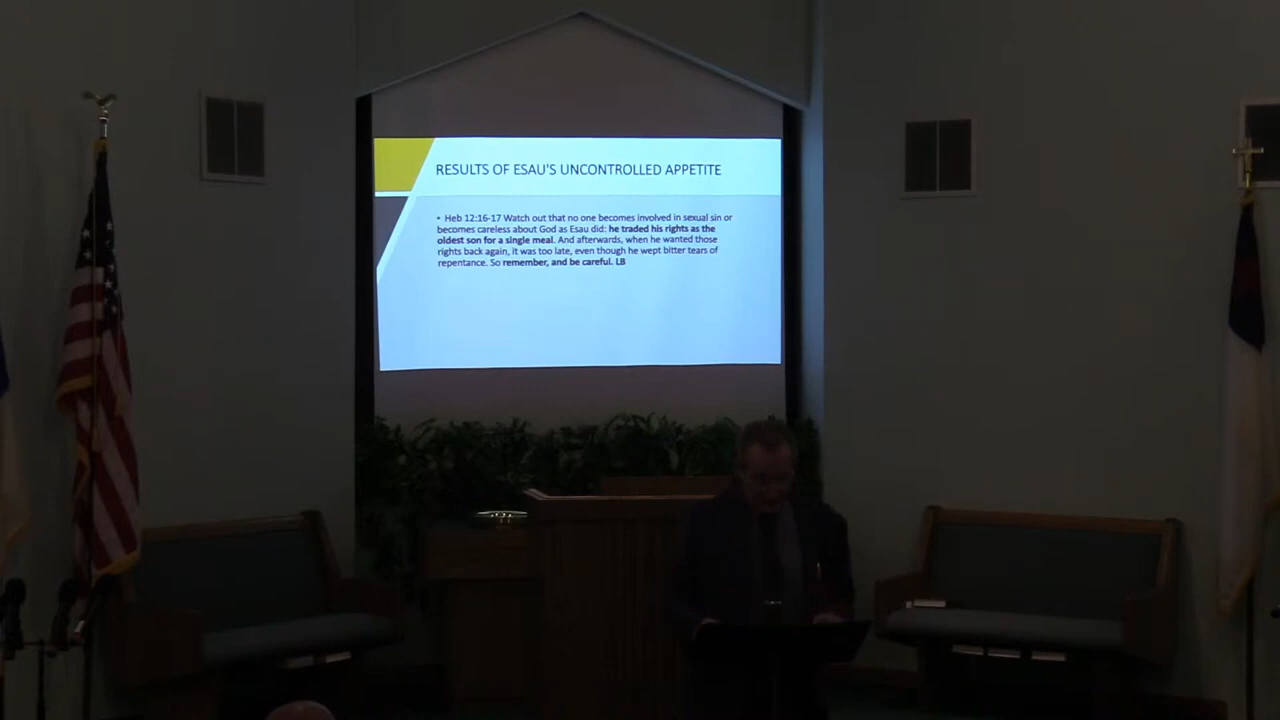 RESULTS OF ESAU'S UNCONTROLLED APPETITE
• Heb 12:16-17 Watch out that no one becomes involved in sexual sin or
becomes careless about God as Esau did: he traded his rights as the
oldest son for a single meal. And afterwards, when he wanted those
rights back again, it was too late, even though he wept bitter tears of
repentance. So remember, and be careful. LB